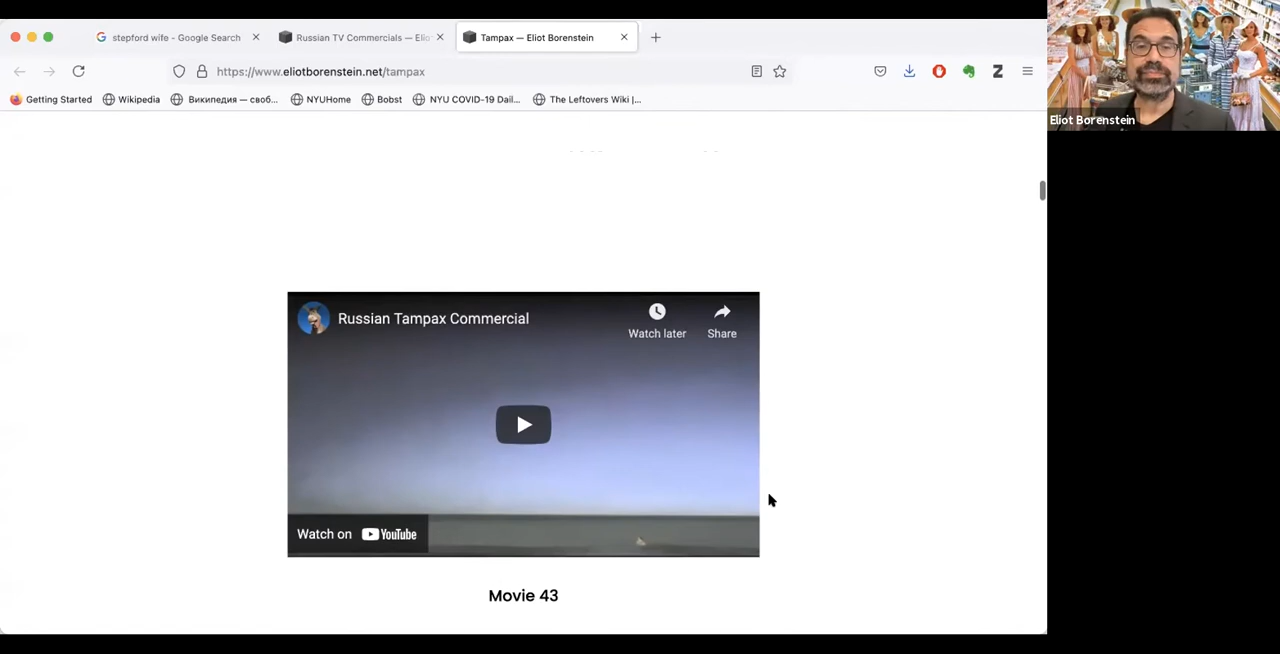 stepford wife - Google Search
Russian TV Commercials — Elio
Tampax — Eliot Borenstein
https://www.eliotborenstein.net/tampax
Getting Started
Wikipedia
Википедия — своб...
NYUHome
Bobst
NYU COVID-19 Dail...
The Leftovers Wiki |...
Eliot Borenstein
Russian Tampax Commercial
Watch later
Share
Watch on YouTube
Movie 43